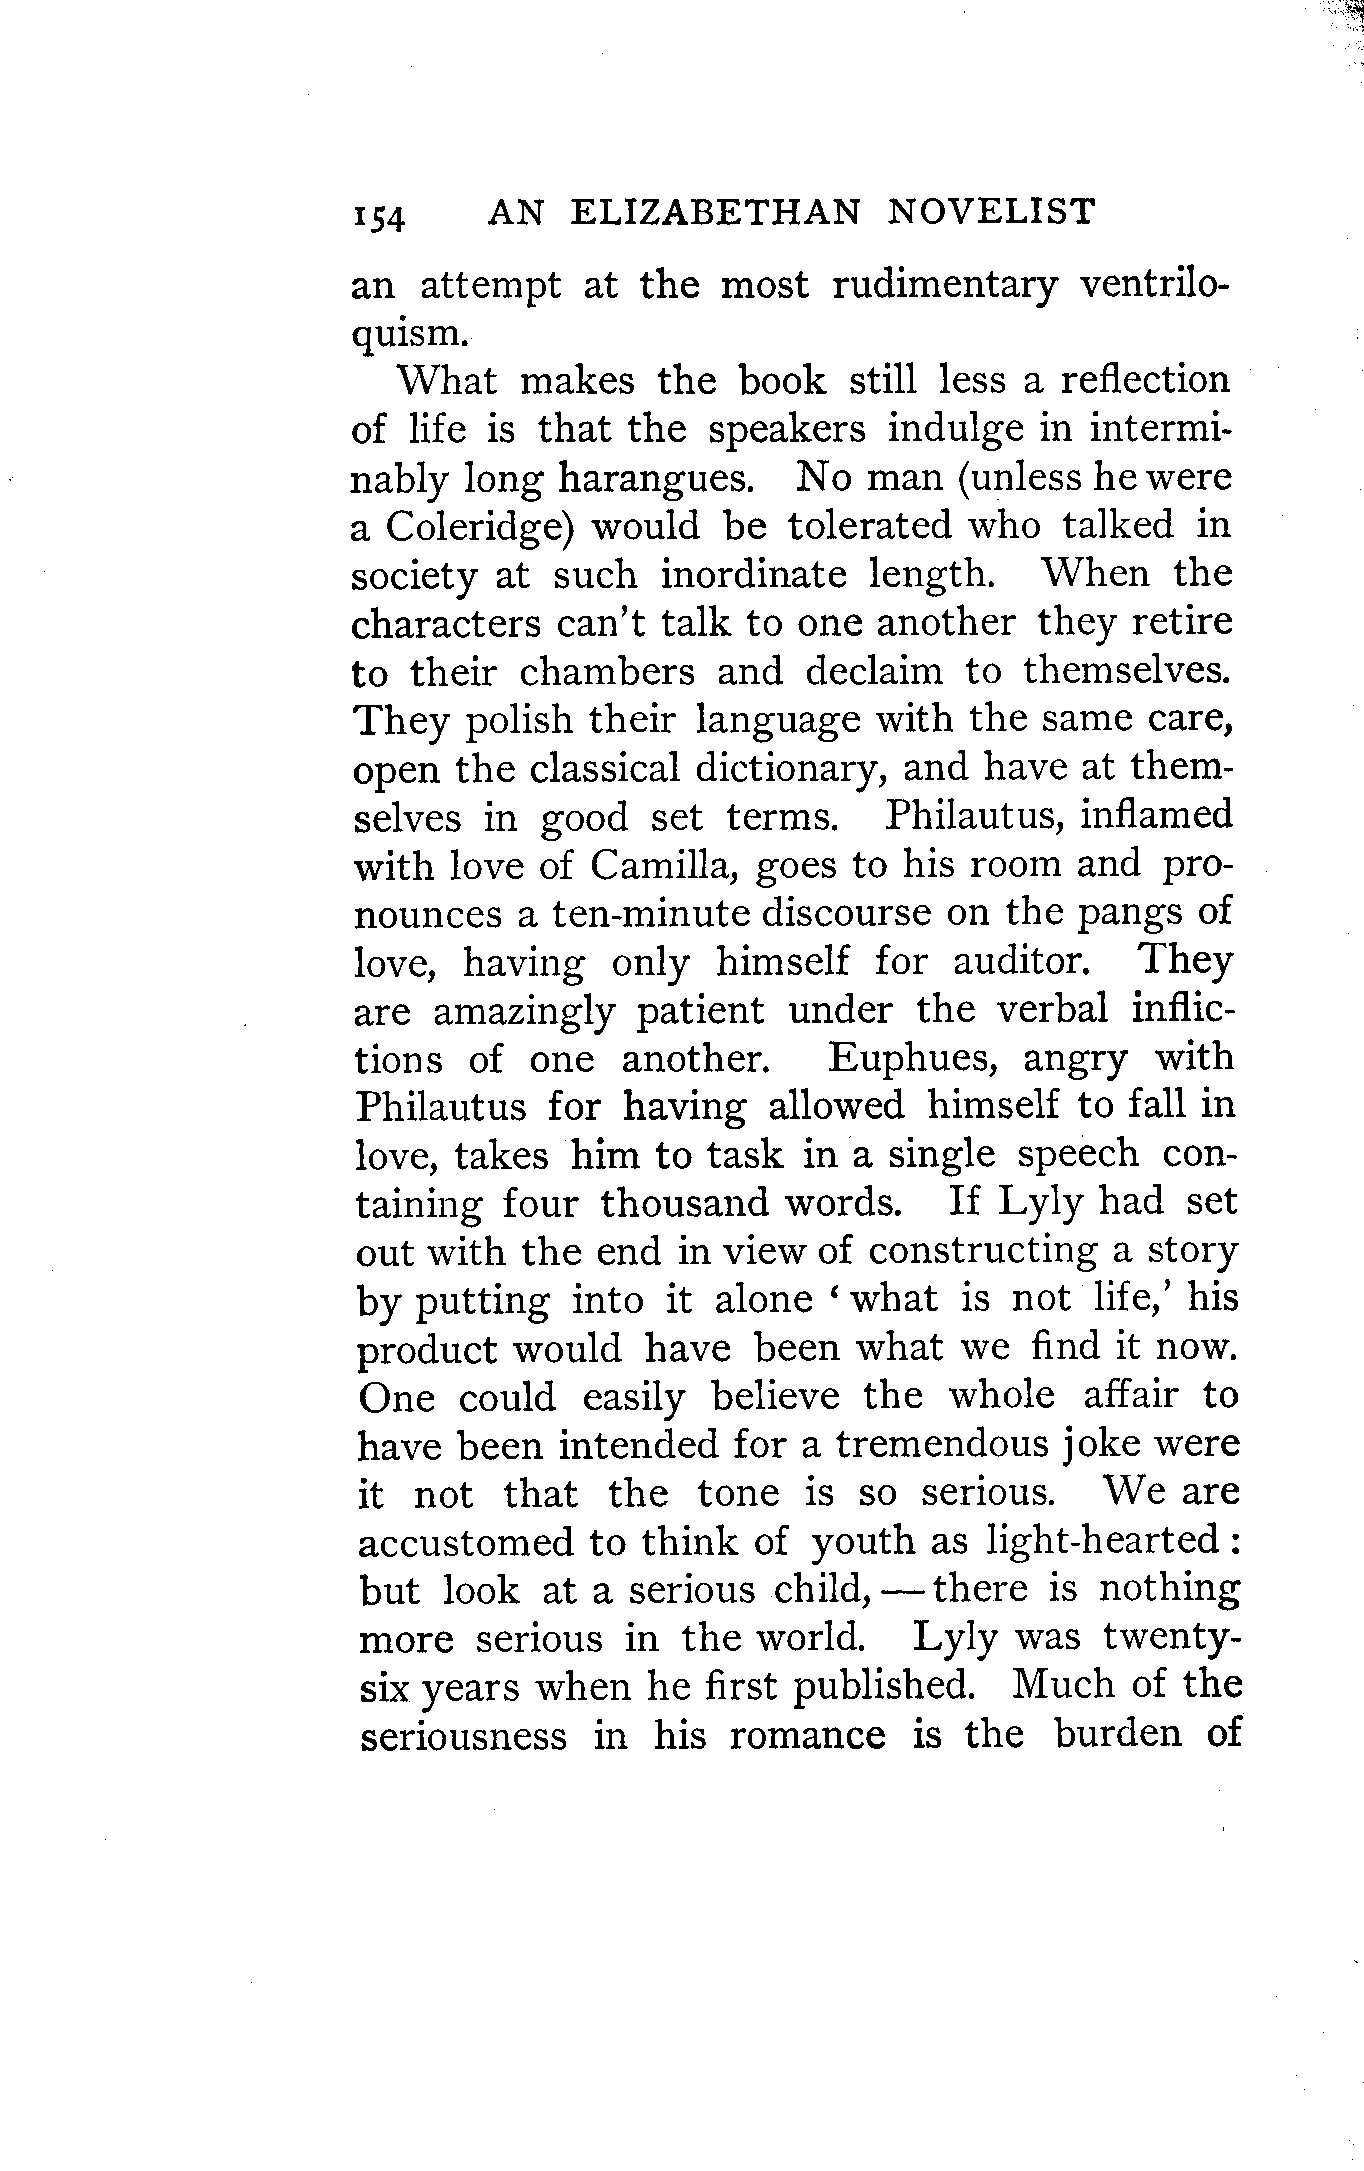 154 AN ELIZABETHAN NOVELIST
an attempt at the most rudimentary ventrilo-
quism.
What makes the book still less a reflection
of life is that the speakers indulge in intermi-
nably long harangues. No man (unless he were
a Coleridge) would be tolerated who talked in
society at such inordinate length. When the
characters can't talk to one another they retire
to their chambers and declaim to themselves.
They polish their language with the same care,
open the classical dictionary, and have at them-
selves in good set terms. Philautus, inflamed
with love of Camilla, goes to his room and pro-
nounces a ten-minute discourse on the pangs of
love, having only himself for auditor. They
are amazingly patient under the verbal inflic-
tions of one another. Euphues, angry with
Philautus for having allowed himself to fall in
love, takes him to task in a single speech con-
taining four thousand words. If Lyly had set
out with the end in view of constructing a story
by putting into it alone ‘what is not life,’ his
product would have been what we find it now.
One could easily believe the whole affair to
have been intended for a tremendous joke were
it not that the tone is so serious. We are
accustomed to think of youth as light-hearted :
but look at a serious child, — there is nothing
more serious in the world. Lyly was twenty-
six years when he first published. Much of the
seriousness in his romance is the burden of